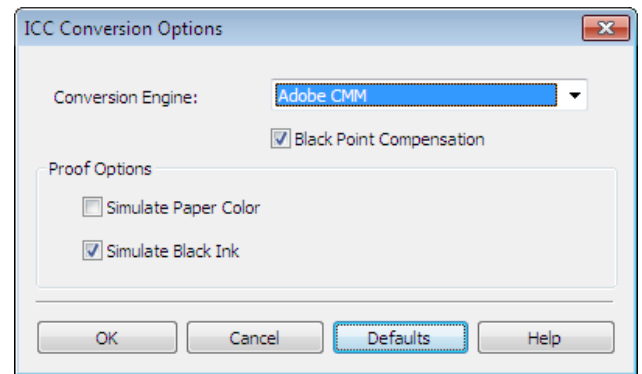 ICC Conversion Options
Conversion Engine: Adobe CMM
Black Point Compensation
Proof Options
Simulate Paper Color
Simulate Black Ink
OK Cancel Defaults Help